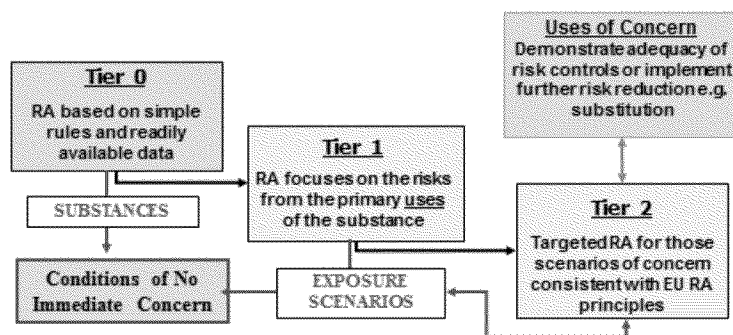 Tier 0
RA based on simple
rules and readily
available data
SUBSTANCES
Conditions of No
Immediate Concern
Tier 1
RA focuses on the risks
from the primary uses
of the substance
EXPOSURE
SCENARIOS
Uses of Concern
Demonstrate adequacy of
risk controls or implement
further risk reduction e.g.
substitution
Tier 2
Targeted RA for those
scenarios of concern
consistent with EU RA
principles